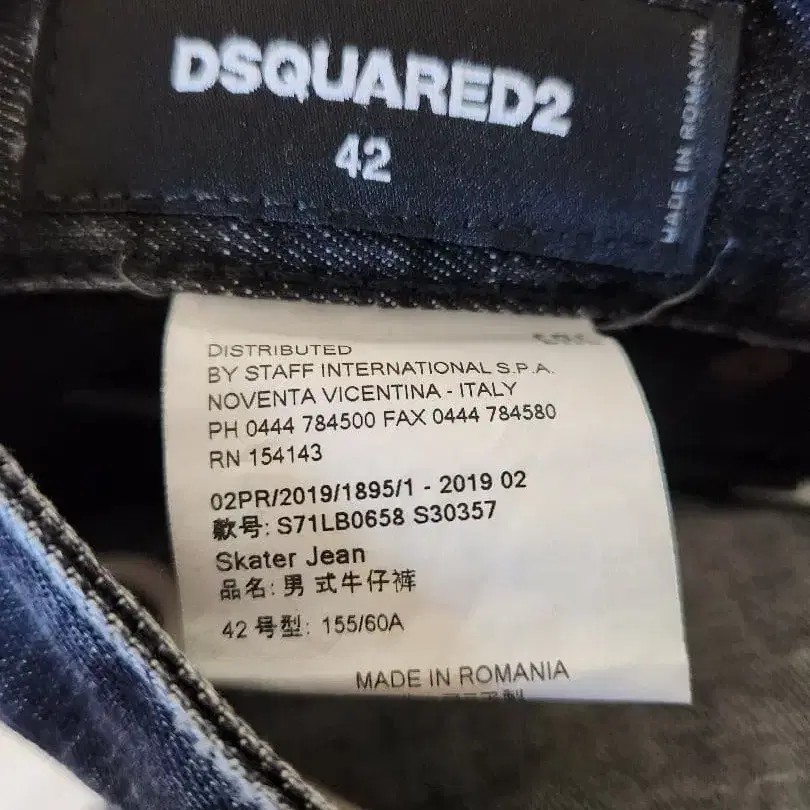 DSQUARED2
42
MADE IN ROMANIA
DISTRIBUTED
BY STAFF INTERNATIONAL S.P.A.
NOVENTA VICENTINA - ITALY
PH 0444 784500 FAX 0444 784580
RN 154143
02PR/2019/1895/1 - 2019 02
款号: S71LB0658 S30357
Skater Jean
品名: 男 式牛仔裤
42 号型: 155/60A
MADE IN ROMANIA